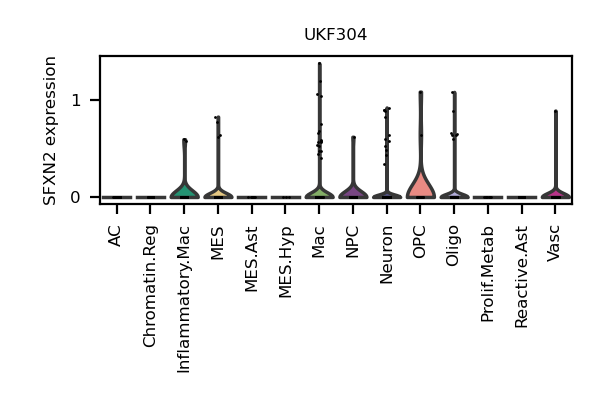 UKF304
SFXN2 expression
1
0
AC
Chromatin.Reg
Inflammatory.Mac
MES
MES.Ast
MES.Hyp
Mac
NPC
Neuron
OPC
Oligo
Prolif.Metab
Reactive.Ast
Vasc